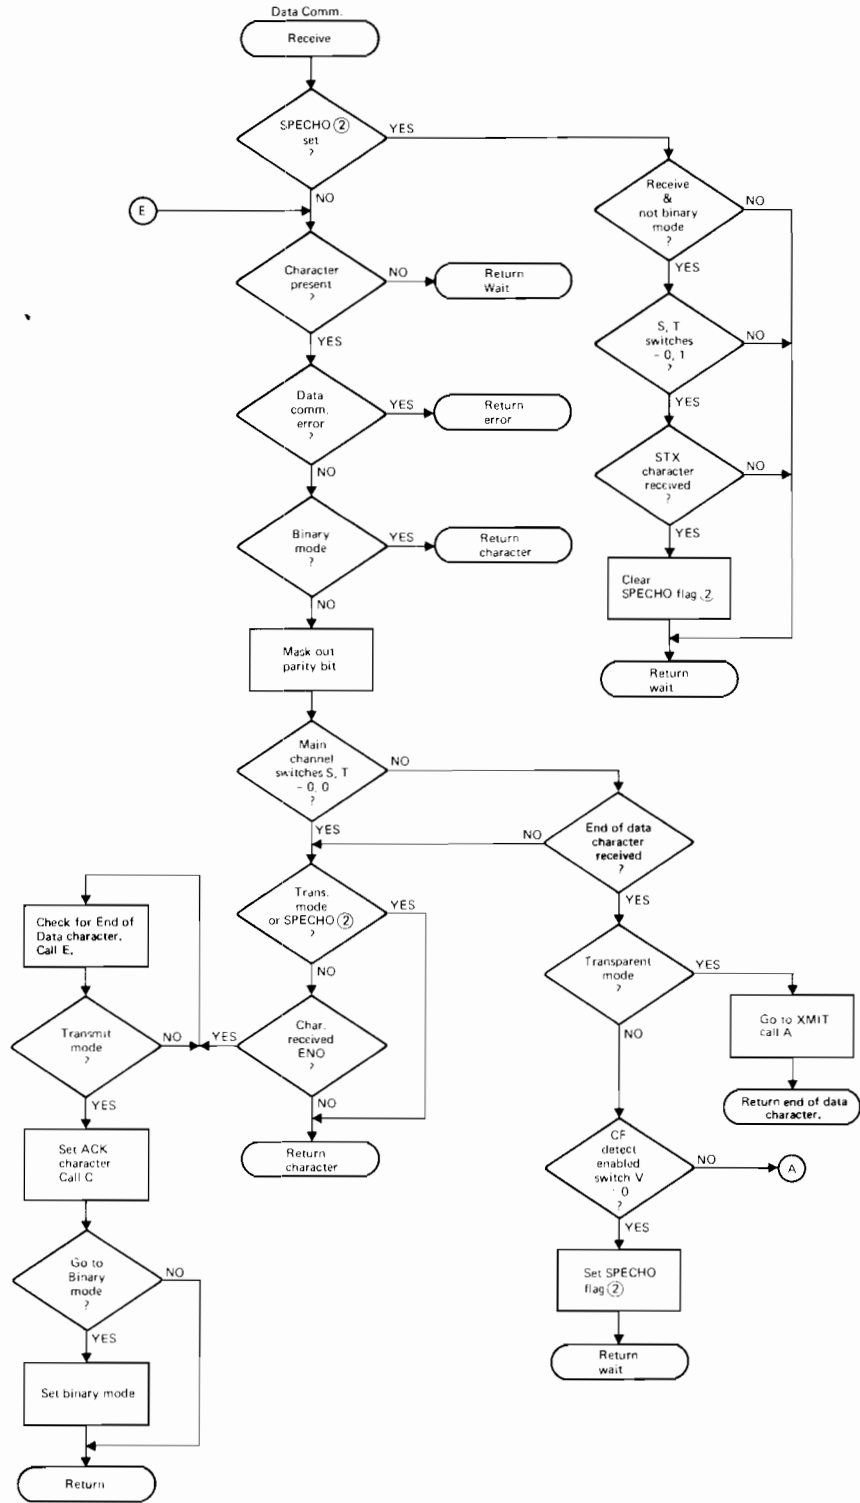 Data Comm.
Receive
SPECHO ②
set
?
YES
NO
E
Receive
&
not binary
mode
?
NO
YES
Character
present
?
NO
Return
Wait
YES
S, T
switches
= 0, 1
?
NO
YES
Data
comm.
error
?
YES
Return
error
NO
STX
character
received
?
NO
YES
Binary
mode
?
YES
Return
character
NO
Clear
SPECHO flag ②
Return
wait
Mask out
parity bit
Main
channel
switches S, T
= 0, 0
?
NO
YES
End of data
character
received
?
NO
YES
Trans.
mode
or SPECHO ②
?
YES
NO
Check for End of
Data character.
Call E.
Transparent
mode
?
YES
NO
Go to XMIT
call A
Return end of data
character.
Transmit
mode
?
NO
YES
Char.
received
ENQ
?
YES
NO
Return
character
Set ACK
character
Call C
CF
detect
enabled
switch V
0
?
NO
A
YES
Go to
Binary
mode
?
NO
YES
Set SPECHO
flag ②
Return
wait
Set binary mode
Return